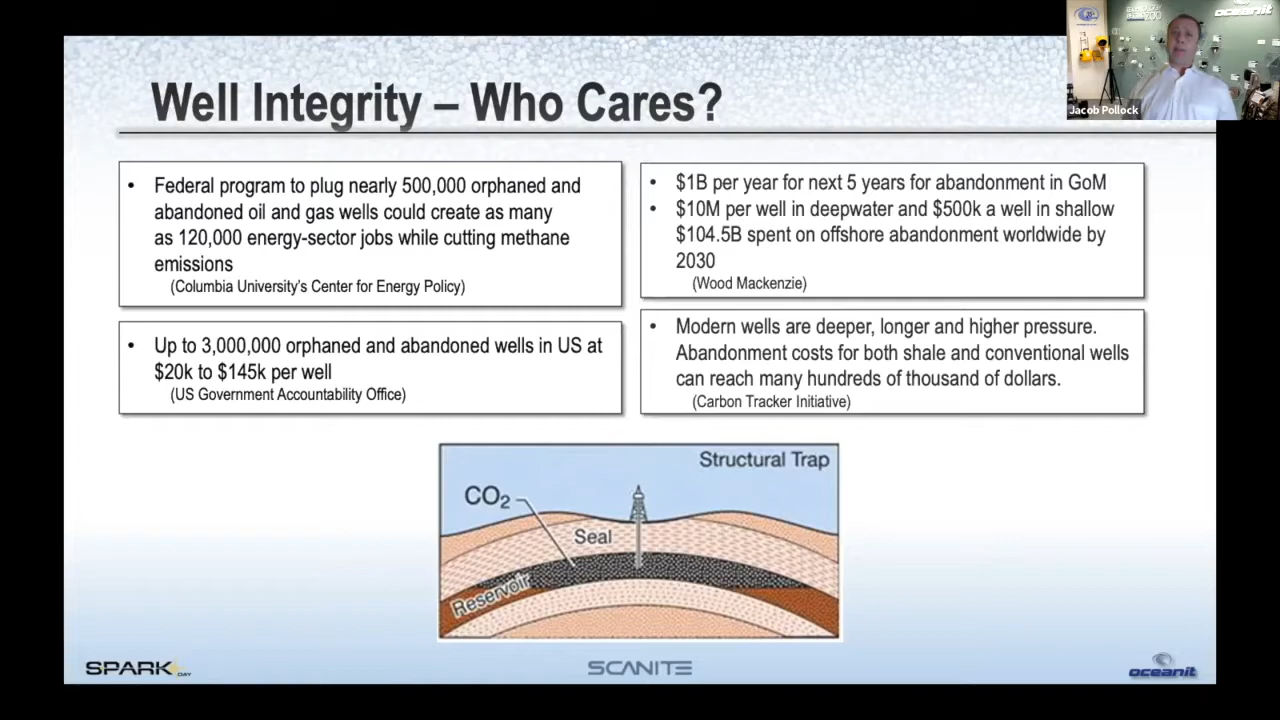 oceanit
Jacob Pollock
Well Integrity – Who Cares?
• Federal program to plug nearly 500,000 orphaned and
abandoned oil and gas wells could create as many
as 120,000 energy-sector jobs while cutting methane
emissions
(Columbia University's Center for Energy Policy)
• Up to 3,000,000 orphaned and abandoned wells in US at
$20k to $145k per well
(US Government Accountability Office)
• $1B per year for next 5 years for abandonment in GoM
• $10M per well in deepwater and $500k a well in shallow
$104.5B spent on offshore abandonment worldwide by
2030
(Wood Mackenzie)
• Modern wells are deeper, longer and higher pressure.
Abandonment costs for both shale and conventional wells
can reach many hundreds of thousand of dollars.
(Carbon Tracker Initiative)
Structural Trap
CO₂
Seal
Reservoir
SPARK DAY
SCANITE
oceanit